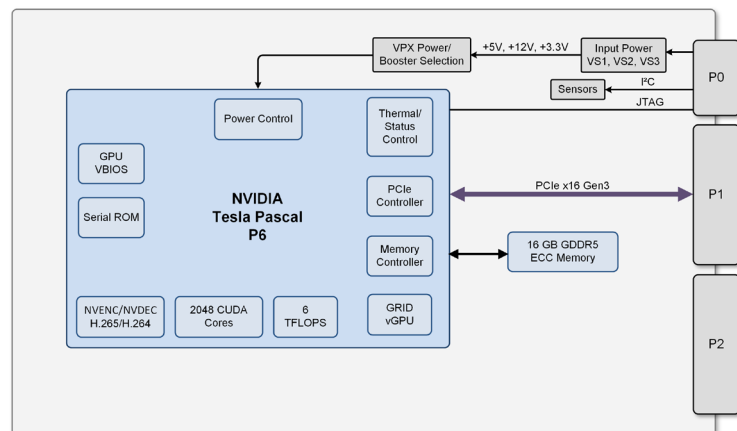 VPX Power/
Booster Selection
+5V, +12V, +3.3V
Input Power
VS1, VS2, VS3
P0
I²C
Sensors
JTAG
Power Control
Thermal/
Status
Control
GPU
VBIOS
NVIDIA
Tesla Pascal
P6
PCIe
Controller
PCIe x16 Gen3
P1
Serial ROM
Memory
Controller
16 GB GDDR5
ECC Memory
NVENC/NVDEC
H.265/H.264
2048 CUDA
Cores
6
TFLOPS
GRID
vGPU
P2